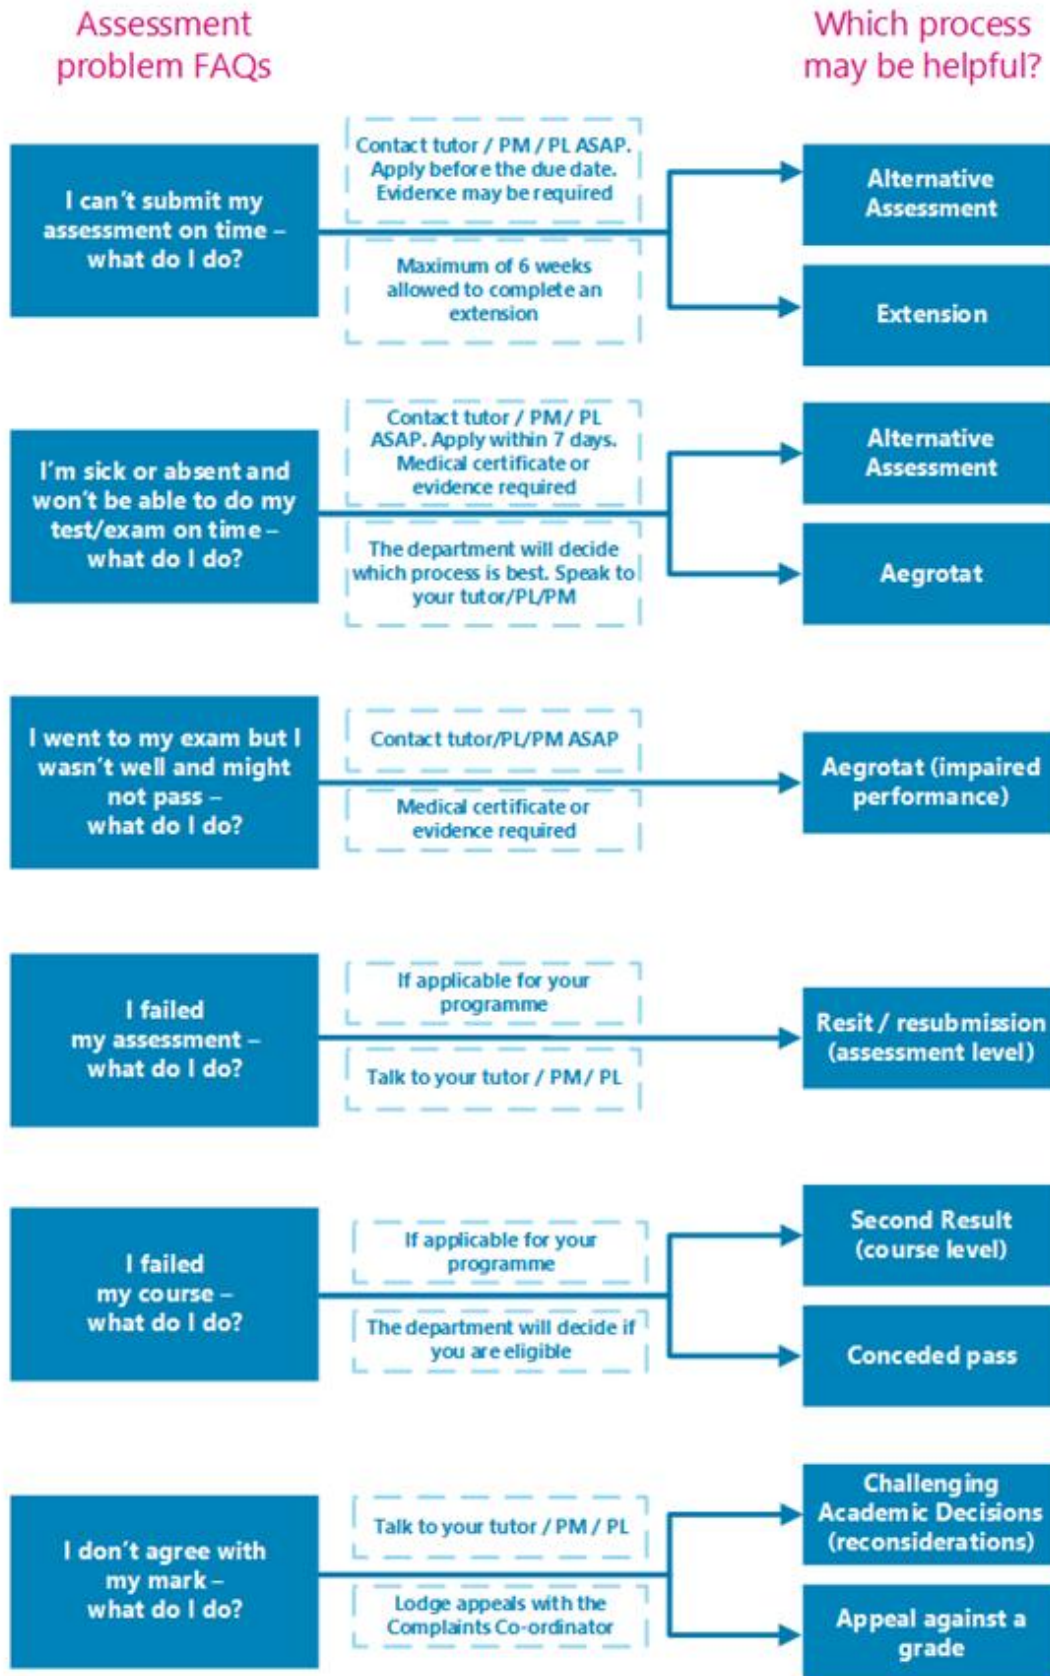 Assessment
problem FAQs
Which process
may be helpful?
I can't submit my
assessment on time –
what do I do?
Contact tutor / PM / PL ASAP.
Apply before the due date.
Evidence may be required
Maximum of 6 weeks
allowed to complete an
extension
Alternative
Assessment
Extension
I'm sick or absent and
won't be able to do my
test/exam on time –
what do I do?
Contact tutor / PM / PL
ASAP. Apply within 7 days.
Medical certificate or
evidence required
The department will decide
which process is best. Speak to
your tutor/PL/PM
Alternative
Assessment
Aegrotat
I went to my exam but I
wasn't well and might
not pass –
what do I do?
Contact tutor/PL/PM ASAP
Medical certificate or
evidence required
Aegrotat (impaired
performance)
I failed
my assessment –
what do I do?
If applicable for your
programme
Talk to your tutor / PM / PL
Resit / resubmission
(assessment level)
I failed
my course –
what do I do?
If applicable for your
programme
The department will decide if
you are eligible
Second Result
(course level)
Conceded pass
I don't agree with
my mark –
what do I do?
Talk to your tutor / PM / PL
Lodge appeals with the
Complaints Co-ordinator
Challenging
Academic Decisions
(reconsiderations)
Appeal against a
grade